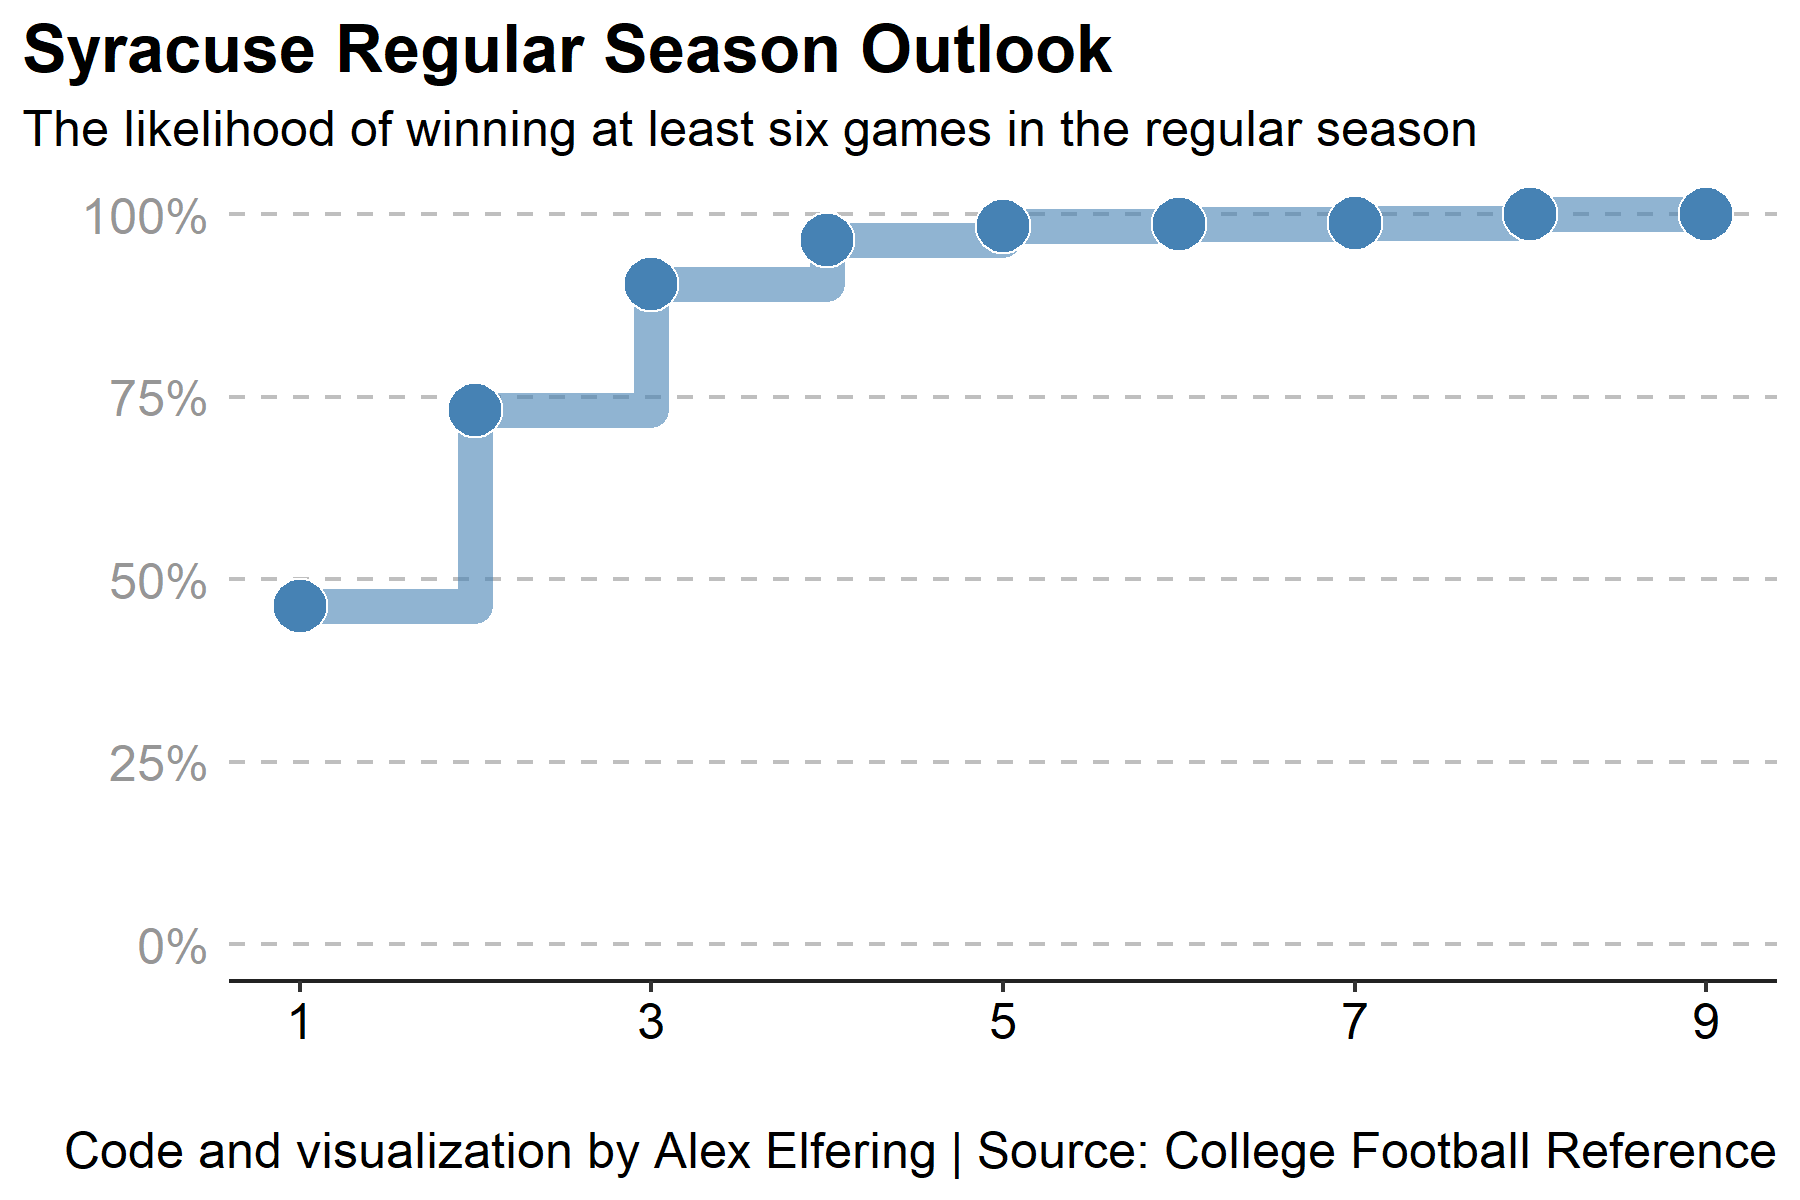 Syracuse Regular Season Outlook
The likelihood of winning at least six games in the regular season
100%
75%
50%
25%
0%
1 3 5 7 9
Code and visualization by Alex Elfering | Source: College Football Reference